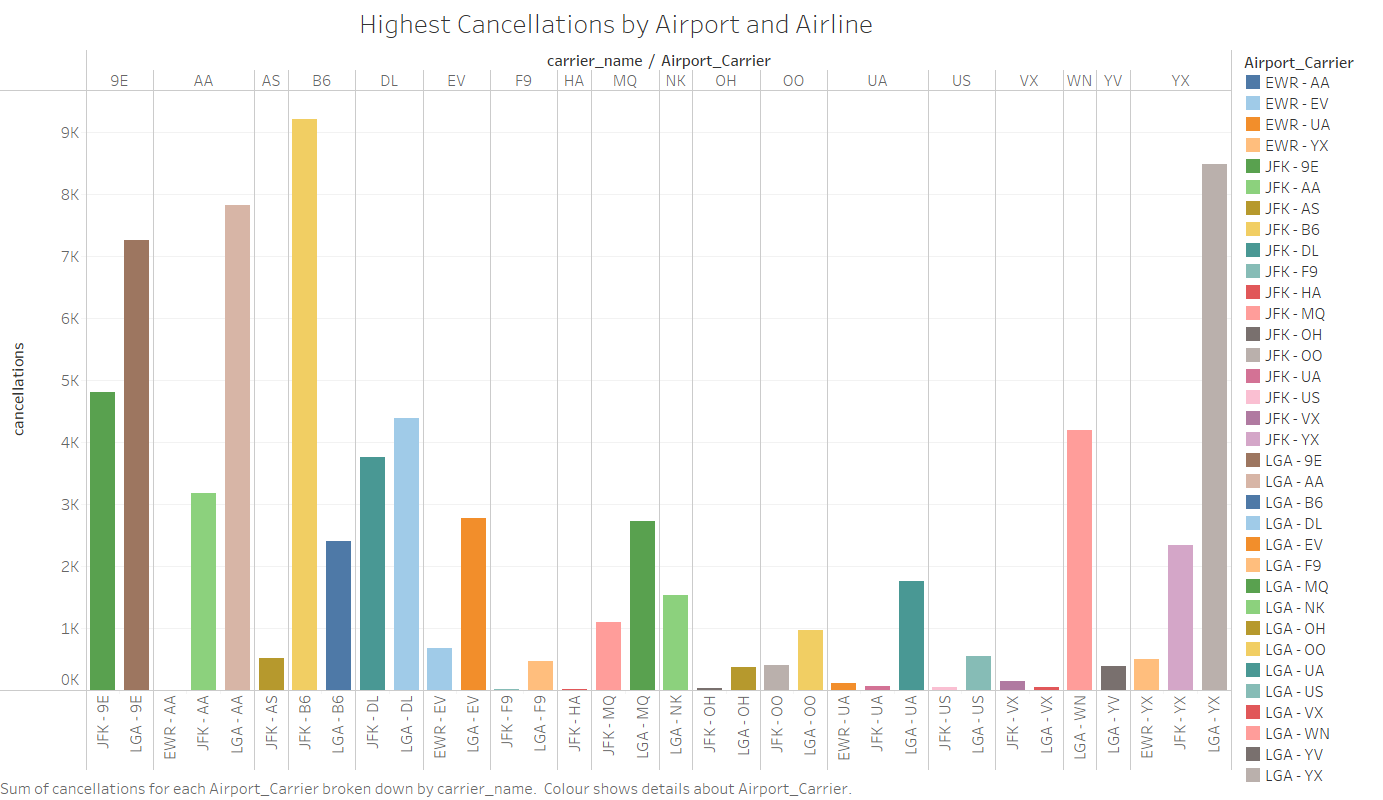 Highest Cancellations by Airport and Airline
carrier_name / Airport_Carrier
9E AA AS B6 DL EV F9 HA MQ NK OH OO UA US VX WN YV YX
9K
8K
7K
6K
5K
4K
3K
2K
1K
0K
cancellations
JFK - 9E
LGA - 9E
EWR - AA
JFK - AA
LGA - AA
JFK - AS
JFK - B6
LGA - B6
JFK - DL
LGA - DL
EWR - EV
LGA - EV
JFK - F9
LGA - F9
JFK - HA
JFK - MQ
LGA - MQ
LGA - NK
JFK - OH
LGA - OH
JFK - OO
LGA - OO
EWR - UA
JFK - UA
LGA - UA
JFK - US
LGA - US
JFK - VX
LGA - VX
LGA - WN
LGA - YV
EWR - YX
JFK - YX
LGA - YX
Airport_Carrier
EWR - AA
EWR - EV
EWR - UA
EWR - YX
JFK - 9E
JFK - AA
JFK - AS
JFK - B6
JFK - DL
JFK - F9
JFK - HA
JFK - MQ
JFK - OH
JFK - OO
JFK - UA
JFK - US
JFK - VX
JFK - YX
LGA - 9E
LGA - AA
LGA - B6
LGA - DL
LGA - EV
LGA - F9
LGA - MQ
LGA - NK
LGA - OH
LGA - OO
LGA - UA
LGA - US
LGA - VX
LGA - WN
LGA - YV
LGA - YX
Sum of cancellations for each Airport_Carrier broken down by carrier_name.  Colour shows details about Airport_Carrier.